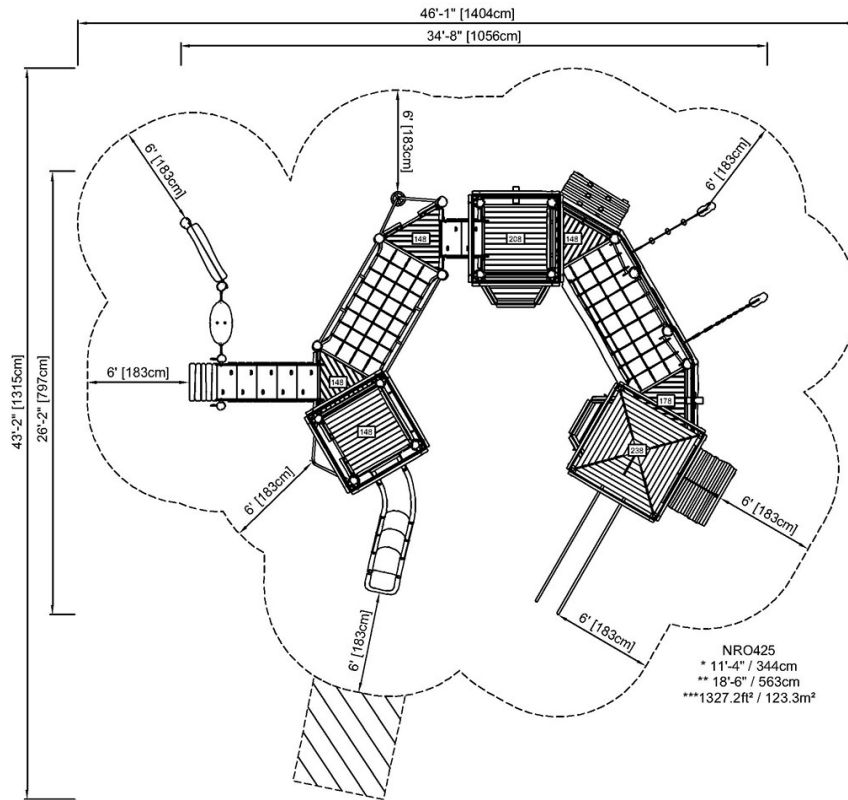 46'-1" [1404cm]
34'-8" [1056cm]
43'-2" [1315cm]
26'-2" [797cm]
6' [183cm]
6' [183cm]
6' [183cm]
148
208
148
6' [183cm]
148
148
178
238
6' [183cm]
6' [183cm]
6' [183cm]
6' [183cm]
NRO425
* 11'-4" / 344cm
** 18'-6" / 563cm
***1327.2ft² / 123.3m²